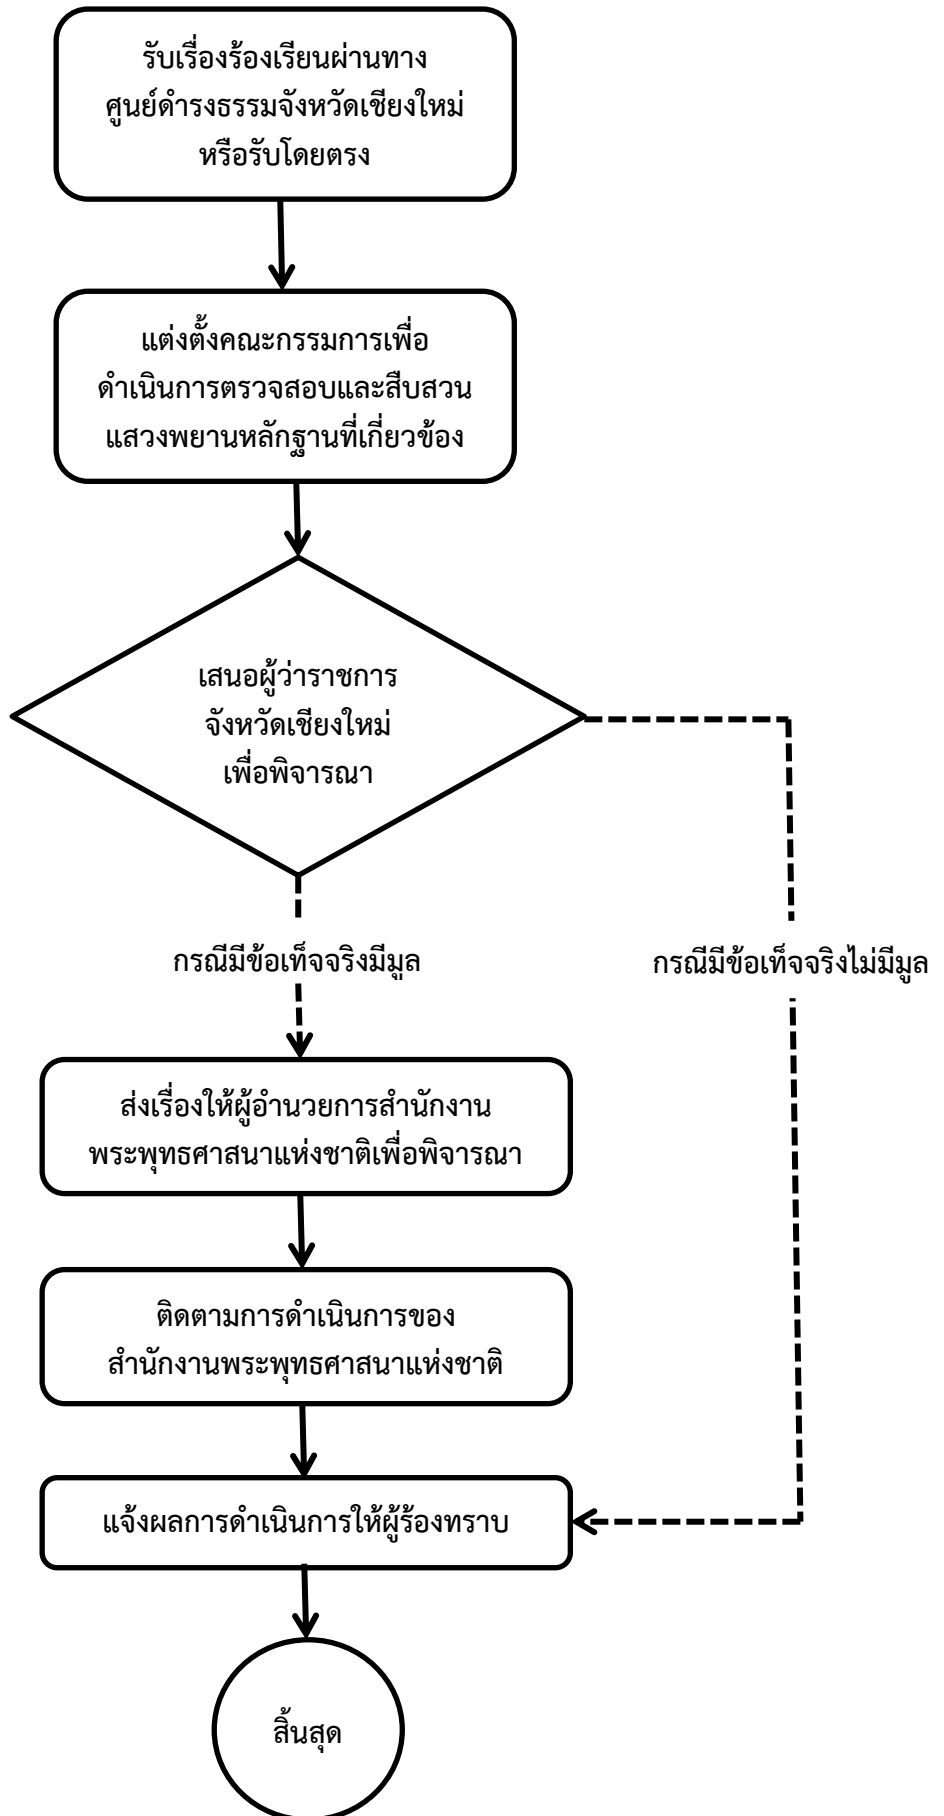 รับเรื่องร้องเรียนผ่านทาง
ศูนย์ดำรงธรรมจังหวัดเชียงใหม่
หรือรับโดยตรง
แต่งตั้งคณะกรรมการเพื่อ
ดำเนินการตรวจสอบและสืบสวน
แสวงพยานหลักฐานที่เกี่ยวข้อง
เสนอผู้ว่าราชการ
จังหวัดเชียงใหม่
เพื่อพิจารณา
กรณีมีข้อเท็จจริงมีมูล
กรณีมีข้อเท็จจริงไม่มีมูล
ส่งเรื่องให้ผู้อำนวยการสำนักงาน
พระพุทธศาสนาแห่งชาติเพื่อพิจารณา
ติดตามการดำเนินการของ
สำนักงานพระพุทธศาสนาแห่งชาติ
แจ้งผลการดำเนินการให้ผู้ร้องทราบ
สิ้นสุด